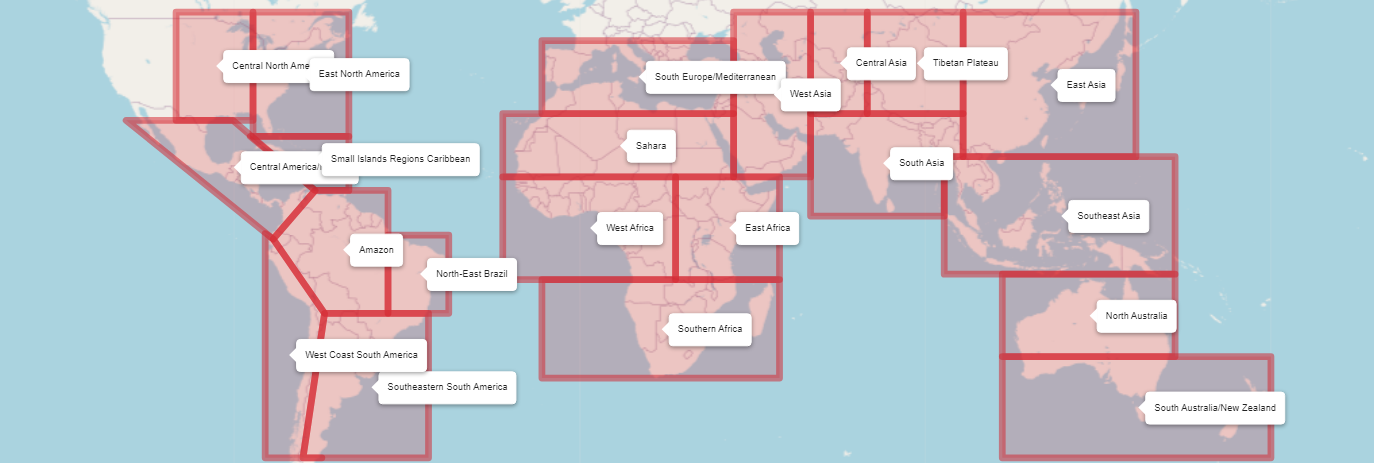 Central North Ame
East North America
South Europe/Mediterranean
West Asia
Central Asia
Tibetan Plateau
East Asia
Central America/
Small Islands Regions Caribbean
Sahara
South Asia
Amazon
West Africa
East Africa
Southeast Asia
North-East Brazil
Southern Africa
North Australia
West Coast South America
Southeastern South America
South Australia/New Zealand